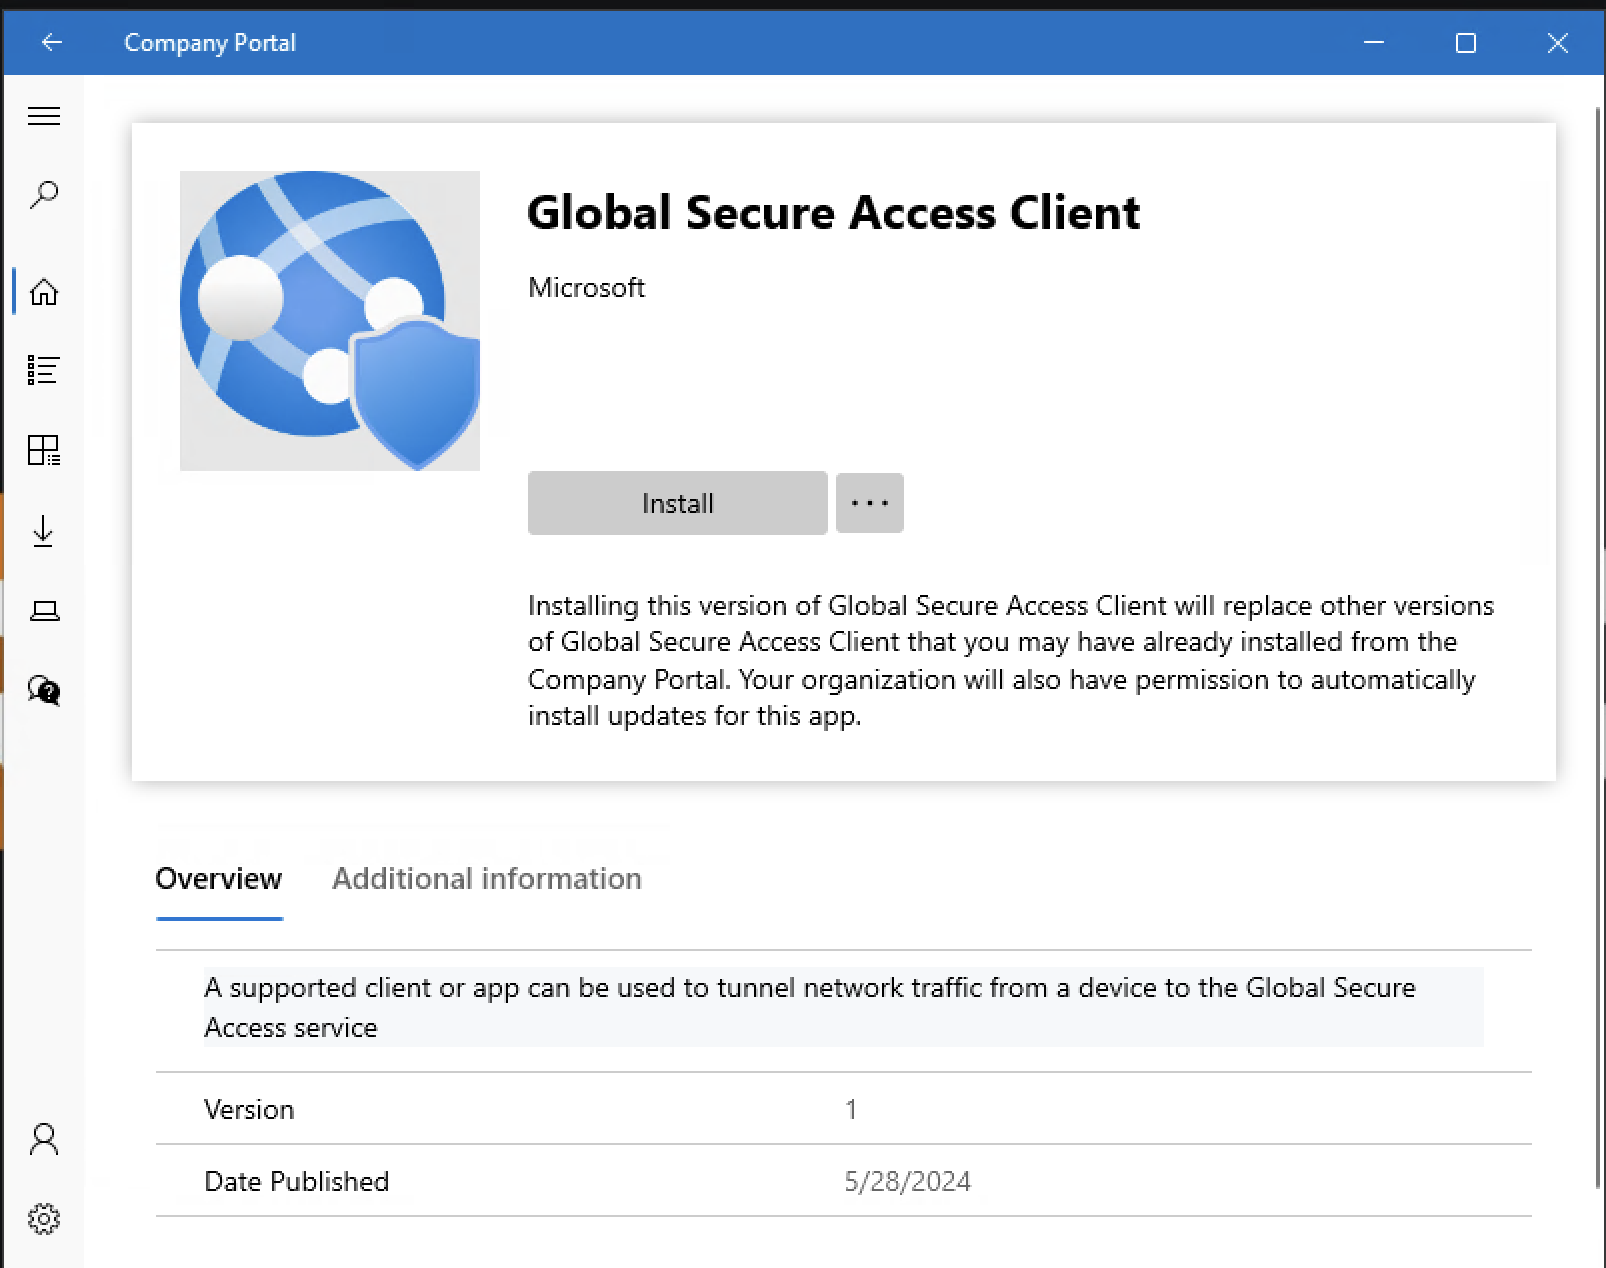 Company Portal
Global Secure Access Client
Microsoft
Install
Installing this version of Global Secure Access Client will replace other versions
of Global Secure Access Client that you may have already installed from the
Company Portal. Your organization will also have permission to automatically
install updates for this app.
Overview Additional information
A supported client or app can be used to tunnel network traffic from a device to the Global Secure
Access service
Version 1
Date Published 5/28/2024